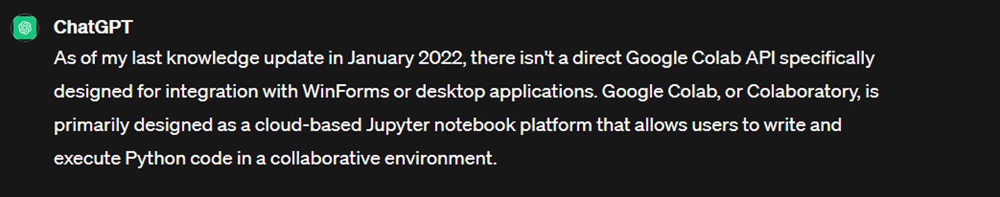 ChatGPT
As of my last knowledge update in January 2022, there isn't a direct Google Colab API specifically
designed for integration with WinForms or desktop applications. Google Colab, or Colaboratory, is
primarily designed as a cloud-based Jupyter notebook platform that allows users to write and
execute Python code in a collaborative environment.